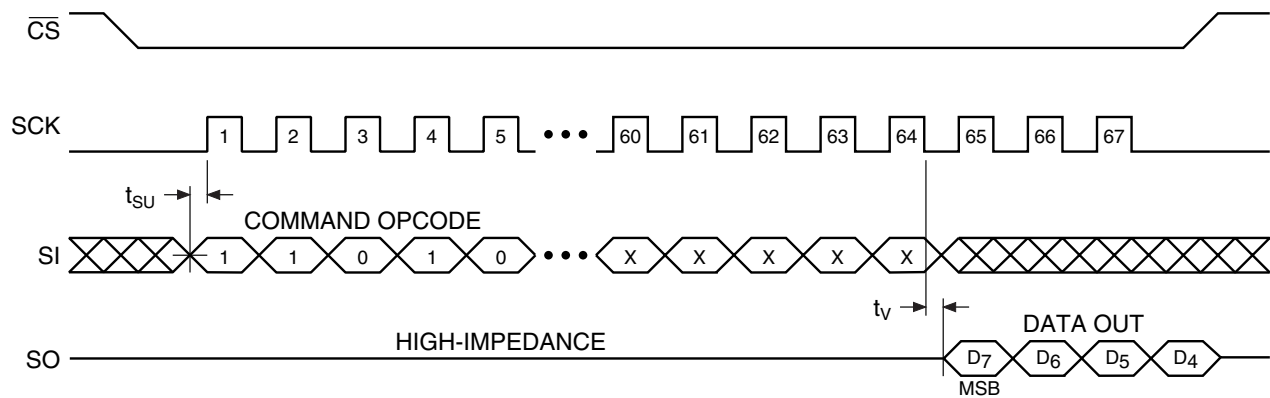 CS
SCK 1 2 3 4 5 ••• 60 61 62 63 64 65 66 67
tSU
COMMAND OPCODE
SI 1 1 0 1 0 ••• X X X X X
tV
HIGH-IMPEDANCE DATA OUT
SO D7 D6 D5 D4
MSB